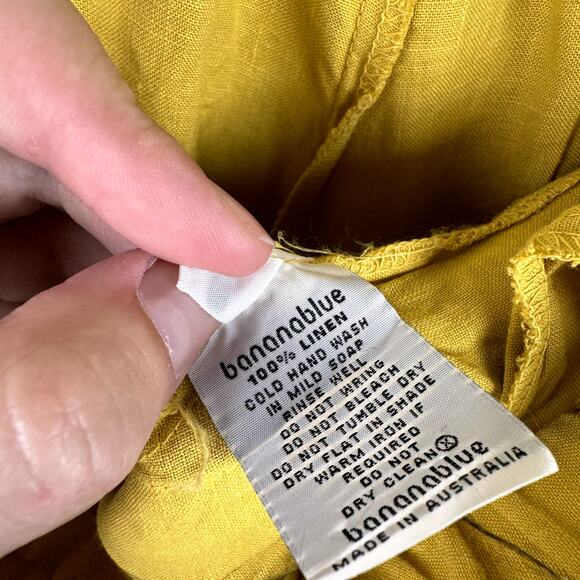 bananablue
100% LINEN
COLD HAND WASH
IN MILD SOAP
RINSE WELL
DO NOT WRING
DO NOT BLEACH
DO NOT TUMBLE DRY
DRY FLAT IN SHADE
WARM IRON IF
REQUIRED
DO NOT
DRY CLEAN
bananablue
MADE IN AUSTRALIA